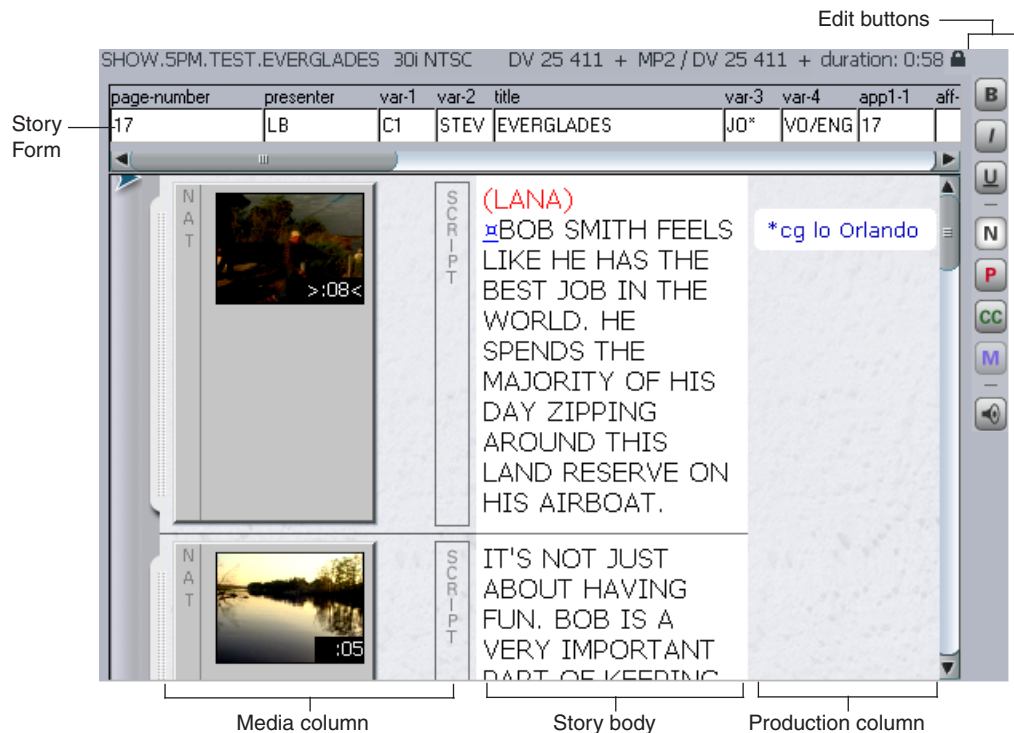 Edit buttons
SHOW.5PM.TEST.EVERGLADES 30i NTSC DV 25 411 + MP2 / DV 25 411 + duration: 0:58
page-number presenter var-1 var-2 title var-3 var-4 app1-1 aff-
17 LB C1 STEV EVERGLADES JO* VO/ENG 17
Story
Form
B
I
U
N
P
CC
M
NAT
>:08<
SCRIPT
(LANA)
¤BOB SMITH FEELS
LIKE HE HAS THE
BEST JOB IN THE
WORLD. HE
SPENDS THE
MAJORITY OF HIS
DAY ZIPPING
AROUND THIS
LAND RESERVE ON
HIS AIRBOAT.
*cg lo Orlando
NAT
:05
SCRIPT
IT'S NOT JUST
ABOUT HAVING
FUN. BOB IS A
VERY IMPORTANT
PART OF KEEPING
Media column
Story body
Production column